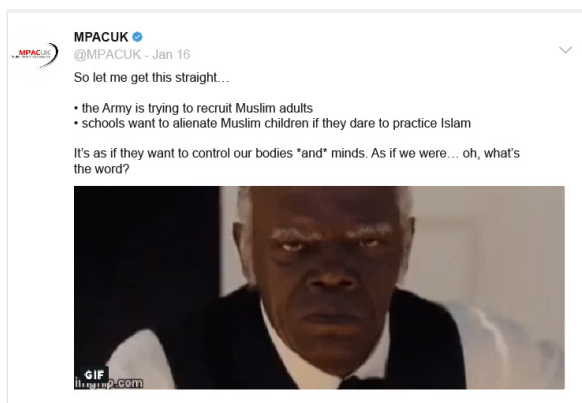 MPACUK
MPACUK
@MPACUK - Jan 16
So let me get this straight…
• the Army is trying to recruit Muslim adults
• schools want to alienate Muslim children if they dare to practice Islam
It's as if they want to control our bodies *and* minds. As if we were… oh, what's
the word?
GIF